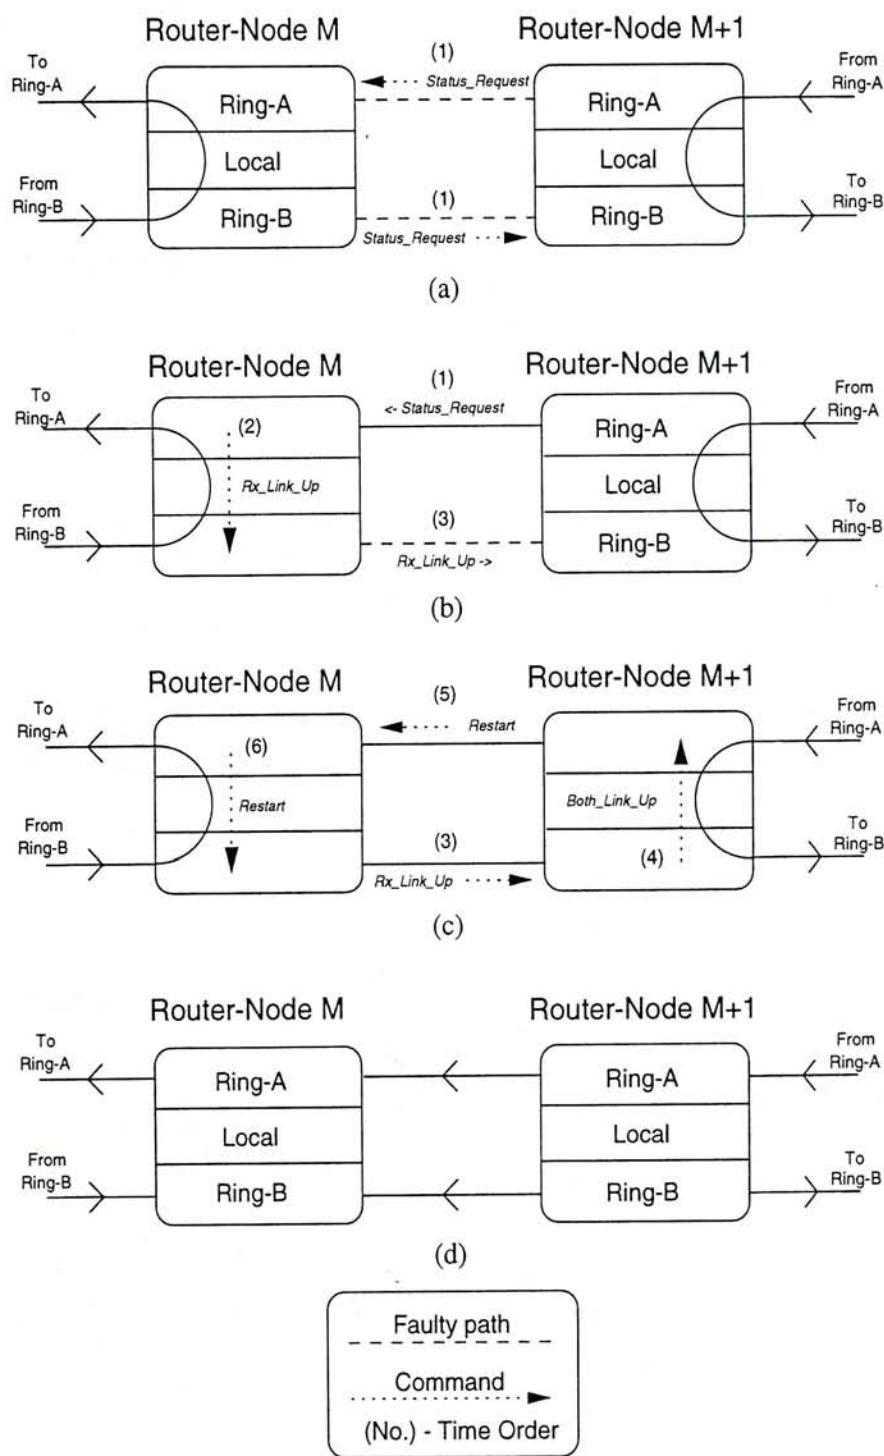 Router-Node M
Router-Node M+1
To
Ring-A
(1)
Status_Request
From
Ring-A
Ring-A
Ring-A
Local
Local
From
Ring-B
Ring-B
(1)
Status_Request
Ring-B
To
Ring-B
(a)
Router-Node M
Router-Node M+1
To
Ring-A
(1)
<- Status_Request
From
Ring-A
(2)
Ring-A
Rx_Link_Up
Local
From
Ring-B
(3)
Rx_Link_Up ->
Ring-B
To
Ring-B
(b)
Router-Node M
Router-Node M+1
To
Ring-A
(5)
Restart
From
Ring-A
(6)
Restart
Both_Link_Up
From
Ring-B
(3)
Rx_Link_Up
(4)
To
Ring-B
(c)
Router-Node M
Router-Node M+1
To
Ring-A
From
Ring-A
Ring-A
Ring-A
Local
Local
From
Ring-B
Ring-B
Ring-B
To
Ring-B
(d)
Faulty path
Command
(No.) - Time Order